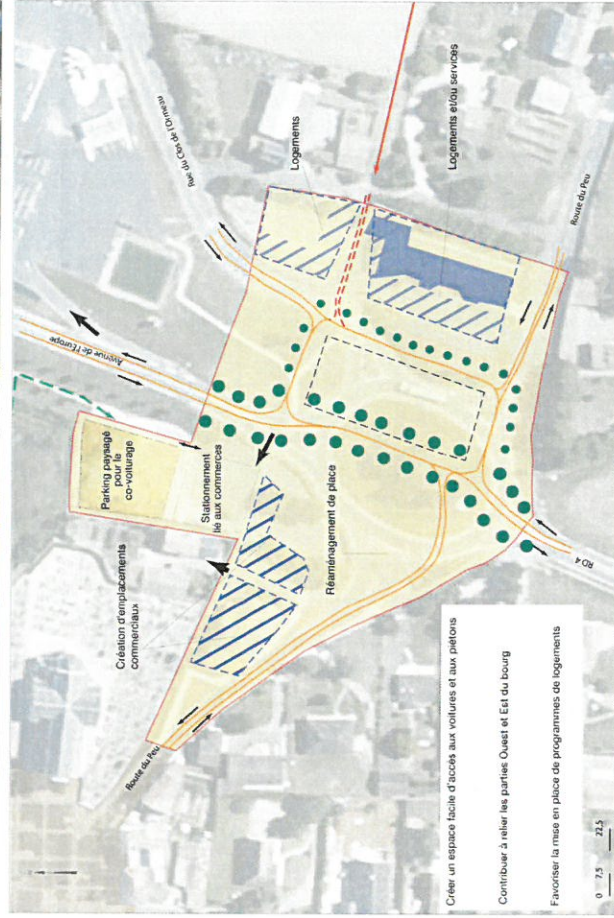 Rue du Clos de l'Ormeau
Avenue de l'Europe
Logements
Logements et/ou services
Route du Peu
Parking paysagé
pour le
co-voiturage
Stationnement
lié aux commerces
Création d'emplacements
commerciaux
Réaménagement de place
RD 4
Route du Peu
Créer un espace facile d'accès aux voitures et aux piétons
Contribuer à relier les parties Ouest et Est du bourg
Favoriser la mise en place de programmes de logements
0 7,5 22,5